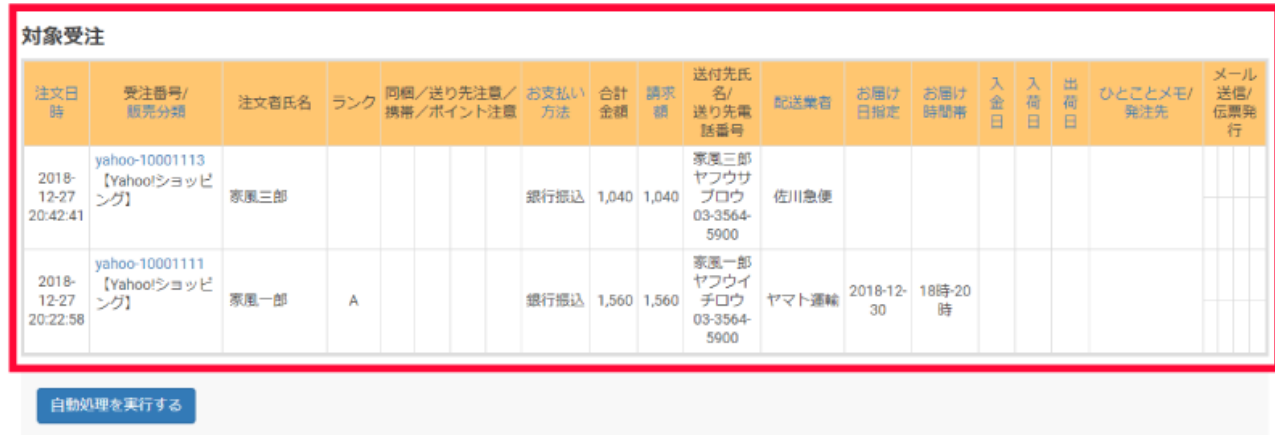 対象受注
注文日
時
受注番号/
販売分類
注文者氏名
ランク
同梱／送り先注意／
携帯／ポイント注意
お支払い
方法
合計
金額
請求
額
送付先氏
名/
送り先電
話番号
配送業者
お届け
日指定
お届け
時間帯
入
金
日
入
荷
日
出
荷
日
ひとことメモ/
発注先
メール
送信/
伝票発
行
2018-
12-27
20:42:41
yahoo-10001113
【Yahoo!ショッピ
ング】
家風三郎
銀行振込
1,040
1,040
家風三郎
ヤフウサ
ブロウ
03-3564-
5900
佐川急便
2018-
12-27
20:22:58
yahoo-10001111
【Yahoo!ショッピ
ング】
家風一郎
A
銀行振込
1,560
1,560
家風一郎
ヤフウイ
チロウ
03-3564-
5900
ヤマト運輸
2018-12-
30
18時-20
時
自動処理を実行する